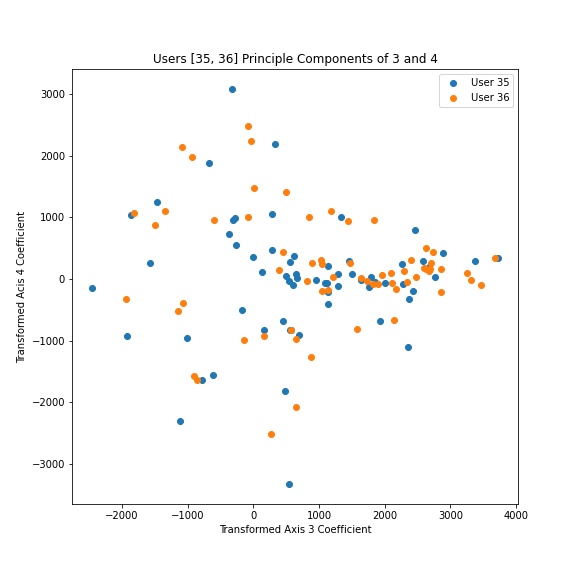 Users [35, 36] Principle Components of 3 and 4
User 35
User 36
3000
2000
1000
0
−1000
−2000
−3000
Transformed Acis 4 Coefficient
−2000 −1000 0 1000 2000 3000 4000
Transformed Axis 3 Coefficient